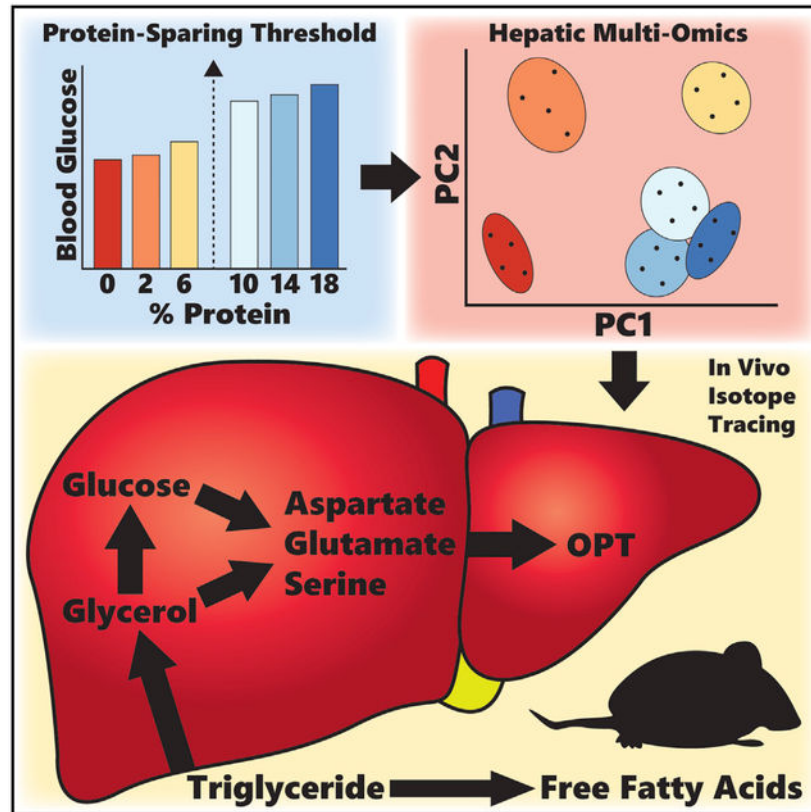 Protein-Sparing Threshold
Blood Glucose
0 2 6 10 14 18
% Protein
Hepatic Multi-Omics
PC2
PC1
In Vivo
Isotope
Tracing
Glucose
Glycerol
Aspartate
Glutamate
Serine
OPT
Triglyceride
Free Fatty Acids